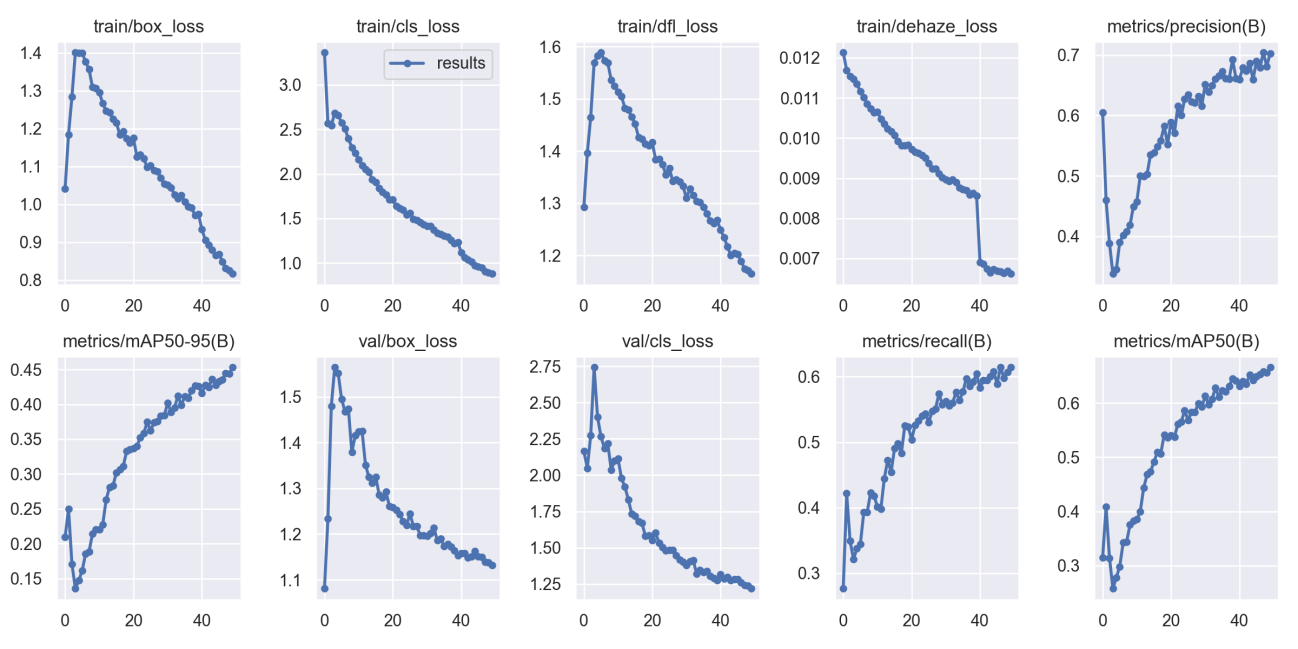 train/box_loss
1.4
1.3
1.2
1.1
1.0
0.9
0.8
0 20 40
train/cls_loss
results
3.0
2.5
2.0
1.5
1.0
0 20 40
train/dfl_loss
1.6
1.5
1.4
1.3
1.2
0 20 40
train/dehaze_loss
0.012
0.011
0.010
0.009
0.008
0.007
0 20 40
metrics/precision(B)
0.7
0.6
0.5
0.4
0 20 40
metrics/mAP50-95(B)
0.45
0.40
0.35
0.30
0.25
0.20
0.15
0 20 40
val/box_loss
1.5
1.4
1.3
1.2
1.1
0 20 40
val/cls_loss
2.75
2.50
2.25
2.00
1.75
1.50
1.25
0 20 40
metrics/recall(B)
0.6
0.5
0.4
0.3
0 20 40
metrics/mAP50(B)
0.6
0.5
0.4
0.3
0 20 40